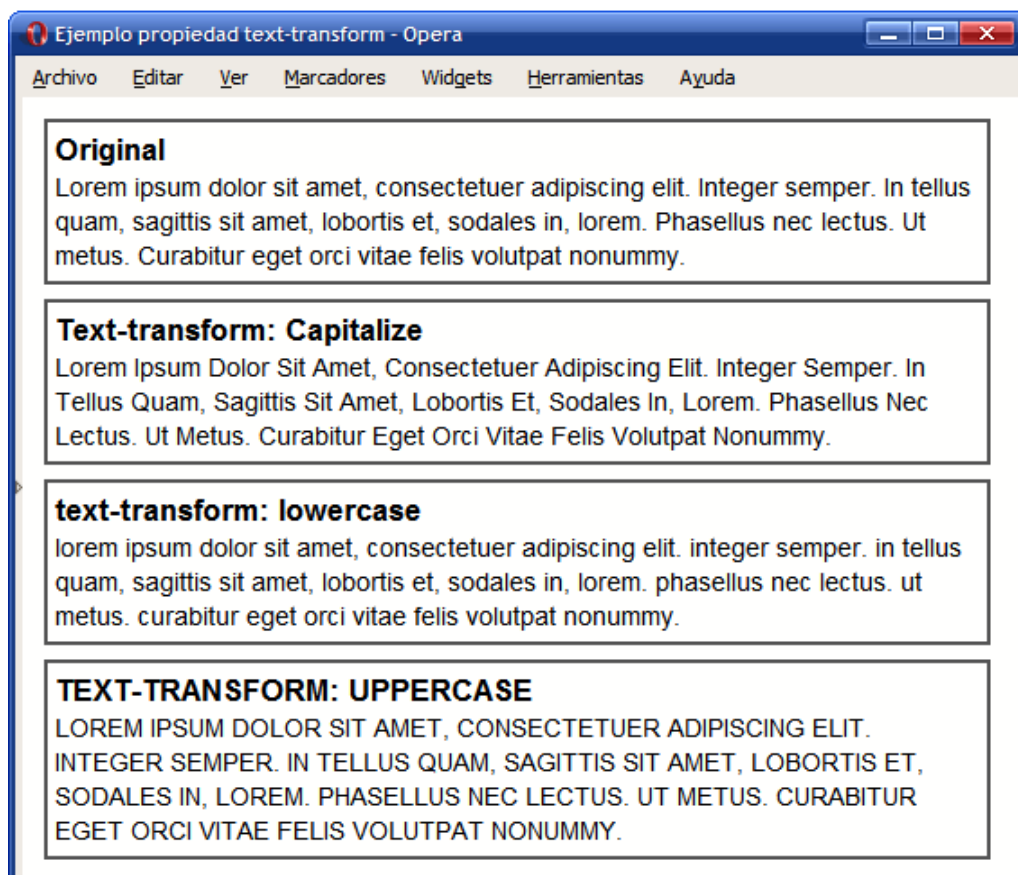 Ejemplo propiedad text-transform - Opera
Archivo Editar Ver Marcadores Widgets Herramientas Ayuda
Original
Lorem ipsum dolor sit amet, consectetuer adipiscing elit. Integer semper. In tellus
quam, sagittis sit amet, lobortis et, sodales in, lorem. Phasellus nec lectus. Ut
metus. Curabitur eget orci vitae felis volutpat nonummy.
Text-transform: Capitalize
Lorem Ipsum Dolor Sit Amet, Consectetuer Adipiscing Elit. Integer Semper. In
Tellus Quam, Sagittis Sit Amet, Lobortis Et, Sodales In, Lorem. Phasellus Nec
Lectus. Ut Metus. Curabitur Eget Orci Vitae Felis Volutpat Nonummy.
text-transform: lowercase
lorem ipsum dolor sit amet, consectetuer adipiscing elit. integer semper. in tellus
quam, sagittis sit amet, lobortis et, sodales in, lorem. phasellus nec lectus. ut
metus. curabitur eget orci vitae felis volutpat nonummy.
TEXT-TRANSFORM: UPPERCASE
LOREM IPSUM DOLOR SIT AMET, CONSECTETUER ADIPISCING ELIT.
INTEGER SEMPER. IN TELLUS QUAM, SAGITTIS SIT AMET, LOBORTIS ET,
SODALES IN, LOREM. PHASELLUS NEC LECTUS. UT METUS. CURABITUR
EGET ORCI VITAE FELIS VOLUTPAT NONUMMY.